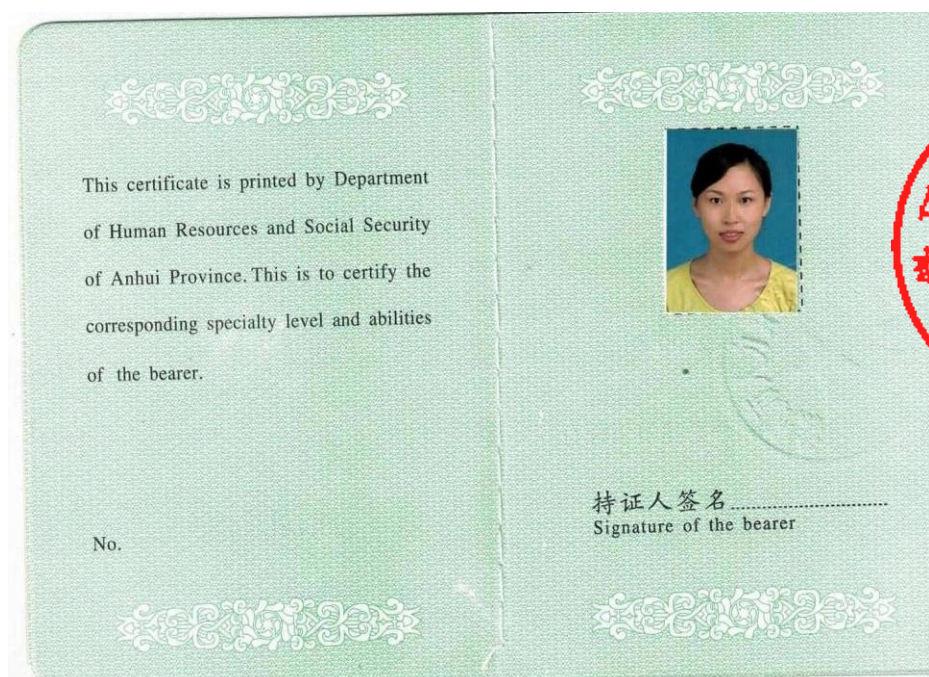 This certificate is printed by Department
of Human Resources and Social Security
of Anhui Province. This is to certify the
corresponding specialty level and abilities
of the bearer.
No.
持证人签名
Signature of the bearer